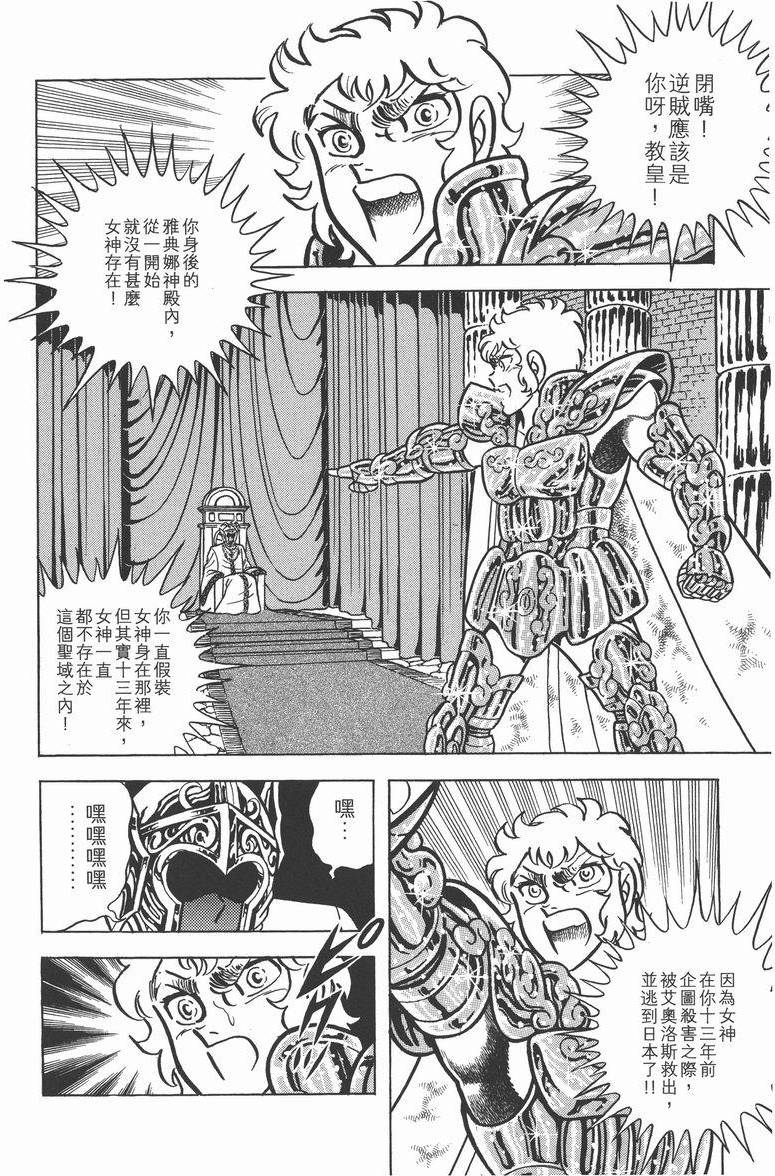 閉嘴！
逆賊應該是
你呀，教皇！
你身後的
雅典娜神殿內，
從一開始
就沒有甚麼
女神存在！
你一直假裝
女神身在那裡，
但其實十三年來，
女神一直
都不存在於
這個聖域之內！
因為女神
在你十三年前
企圖殺害之際，
被艾奧洛斯救出，
並逃到日本了!!
嘿…
嘿嘿嘿嘿
…………
ピク